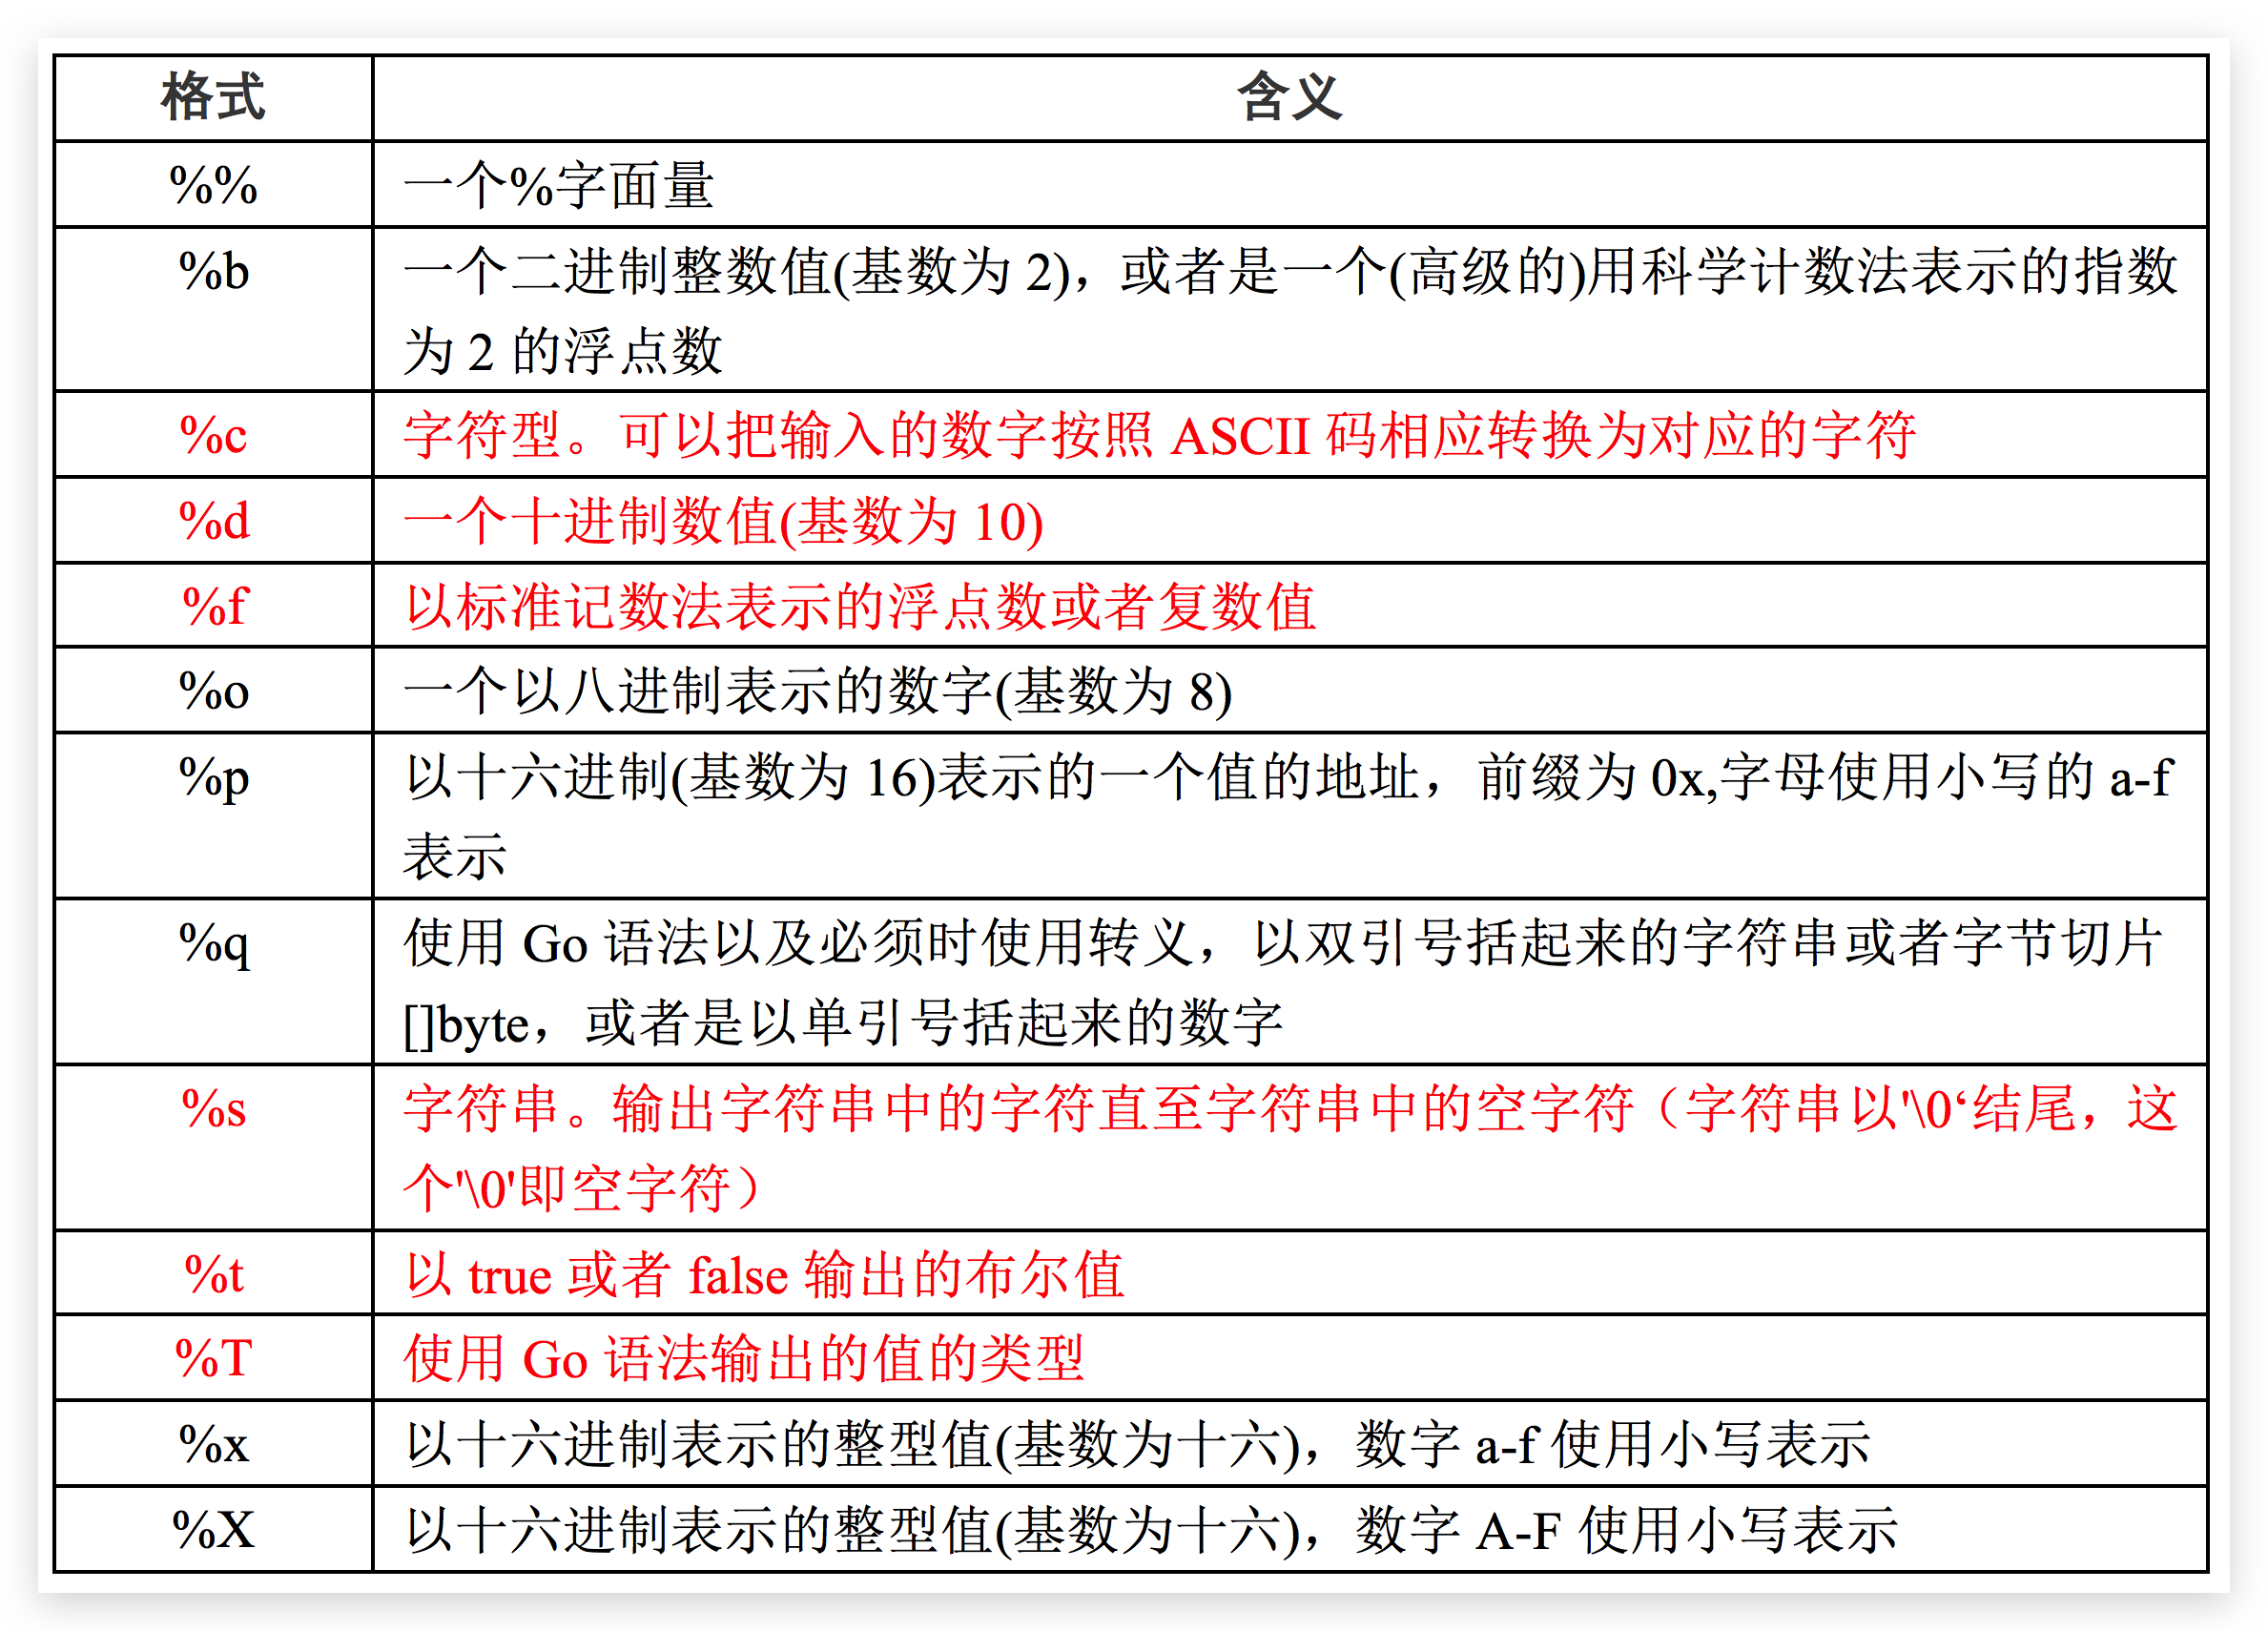 格式 含义
%% 一个%字面量
%b 一个二进制整数值(基数为 2)，或者是一个(高级的)用科学计数法表示的指数
为 2 的浮点数
%c 字符型。可以把输入的数字按照 ASCII 码相应转换为对应的字符
%d 一个十进制数值(基数为 10)
%f 以标准记数法表示的浮点数或者复数值
%o 一个以八进制表示的数字(基数为 8)
%p 以十六进制(基数为 16)表示的一个值的地址，前缀为 0x,字母使用小写的 a-f
表示
%q 使用 Go 语法以及必须时使用转义，以双引号括起来的字符串或者字节切片
[]byte，或者是以单引号括起来的数字
%s 字符串。输出字符串中的字符直至字符串中的空字符（字符串以'\0‘结尾，这
个'\0'即空字符）
%t 以 true 或者 false 输出的布尔值
%T 使用 Go 语法输出的值的类型
%x 以十六进制表示的整型值(基数为十六)，数字 a-f 使用小写表示
%X 以十六进制表示的整型值(基数为十六)，数字 A-F 使用小写表示